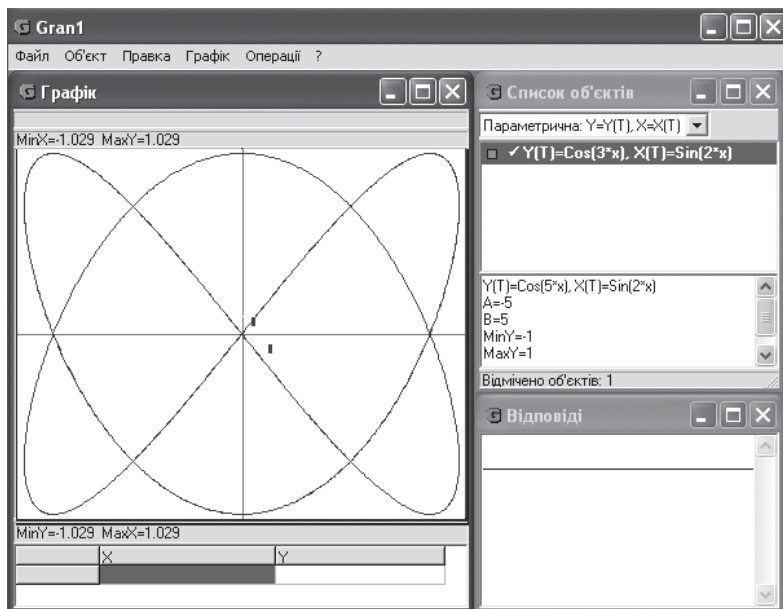 Gran1
Файл Об'єкт Правка Графік Операції ?
Графік
MinX=-1.029 MaxY=1.029
MinY=-1.029 MaxX=1.029
X Y
Список об'єктів
Параметрична: Y=Y(T), X=X(T)
Y(T)=Cos(3*x), X(T)=Sin(2*x)
Y(T)=Cos(5*x), X(T)=Sin(2*x)
A=-5
B=5
MinY=-1
MaxY=1
Відмічено об'єктів: 1
Відповіді